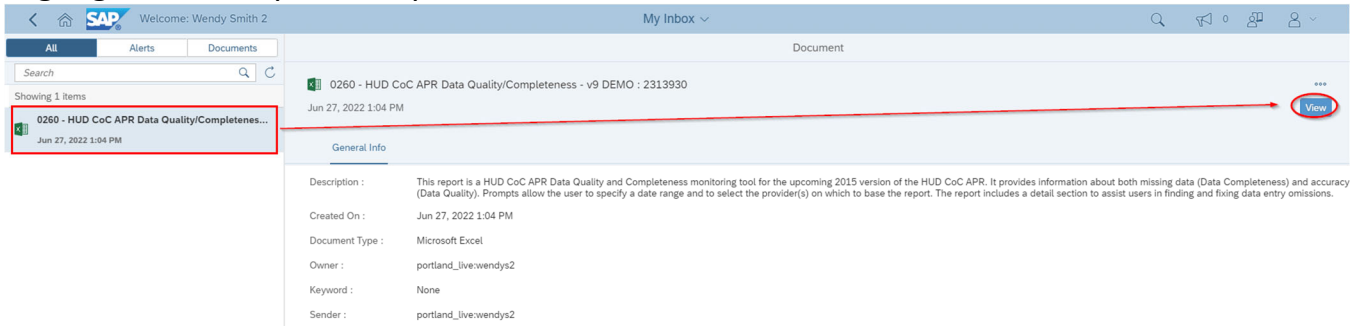 SAP Welcome: Wendy Smith 2 My Inbox
All Alerts Documents
Search
Showing 1 items
0260 - HUD CoC APR Data Quality/Completenes...
Jun 27, 2022 1:04 PM
Document
0260 - HUD CoC APR Data Quality/Completeness - v9 DEMO : 2313930
Jun 27, 2022 1:04 PM
View
General Info
Description : This report is a HUD CoC APR Data Quality and Completeness monitoring tool for the upcoming 2015 version of the HUD CoC APR. It provides information about both missing data (Data Completeness) and accuracy
(Data Quality). Prompts allow the user to specify a date range and to select the provider(s) on which to base the report. The report includes a detail section to assist users in finding and fixing data entry omissions.
Created On : Jun 27, 2022 1:04 PM
Document Type : Microsoft Excel
Owner : portland_live:wendys2
Keyword : None
Sender : portland_live:wendys2